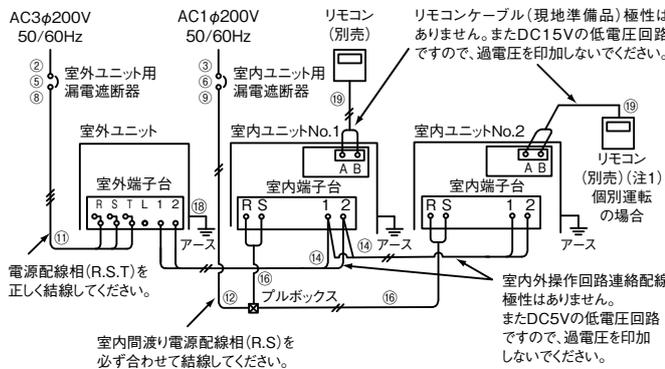 AC3φ200V
50/60Hz
②
⑤
⑧
室外ユニット用
漏電遮断器
AC1φ200V
50/60Hz
③
⑥
⑨
室内ユニット用
漏電遮断器
リモコン
(別売)
⑲
リモコンケーブル(現地準備品)極性は
ありません。またDC15Vの低電圧回路
ですので、過電圧を印加しないでください。
⑲
リモコン
(別売)(注1)
個別運転
の場合
室外ユニット
室外端子台
R S T L 1 2
⑱
アース
室内ユニットNo.1
A B
室内端子台
R S 1 2
アース
室内ユニットNo.2
A B
室内端子台
R S 1 2
アース
⑪
電源配線相(R.S.T)を
正しく結線してください。
⑭
⑭
⑯
⑫
プルボックス
⑯
室内間渡り電源配線相(R.S)を
必ず合わせて結線してください。
室内外操作回路連絡配線
極性はありません。
またDC5Vの低電圧回路
ですので、過電圧を印加
しないでください。